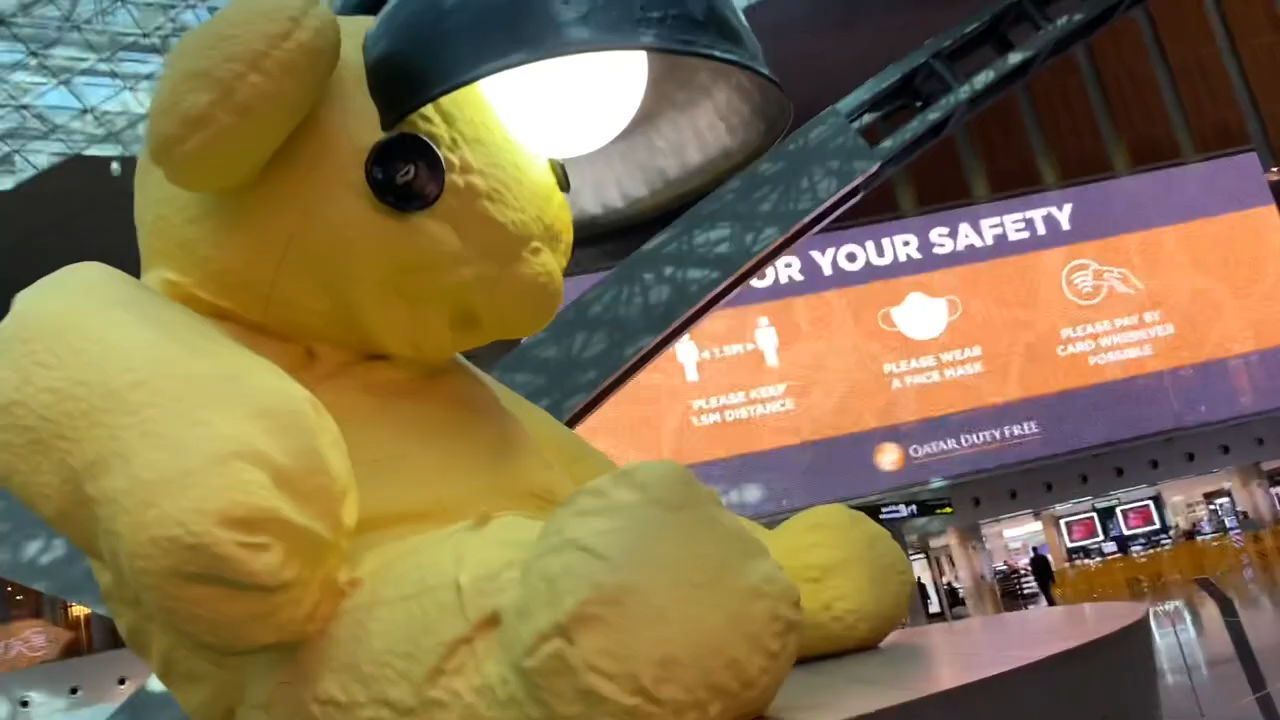 OR YOUR SAFETY
1.5M
PLEASE KEEP
1.5M DISTANCE
PLEASE WEAR
A FACE MASK
PLEASE PAY BY
CARD WHENEVER
POSSIBLE
QATAR DUTY FREE